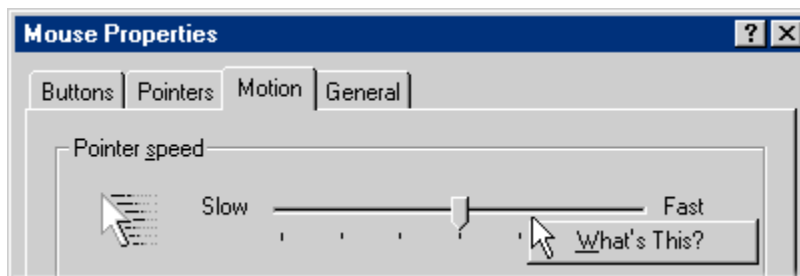 Mouse Properties ? X
Buttons Pointers Motion General
Pointer speed
Slow Fast
What's This?